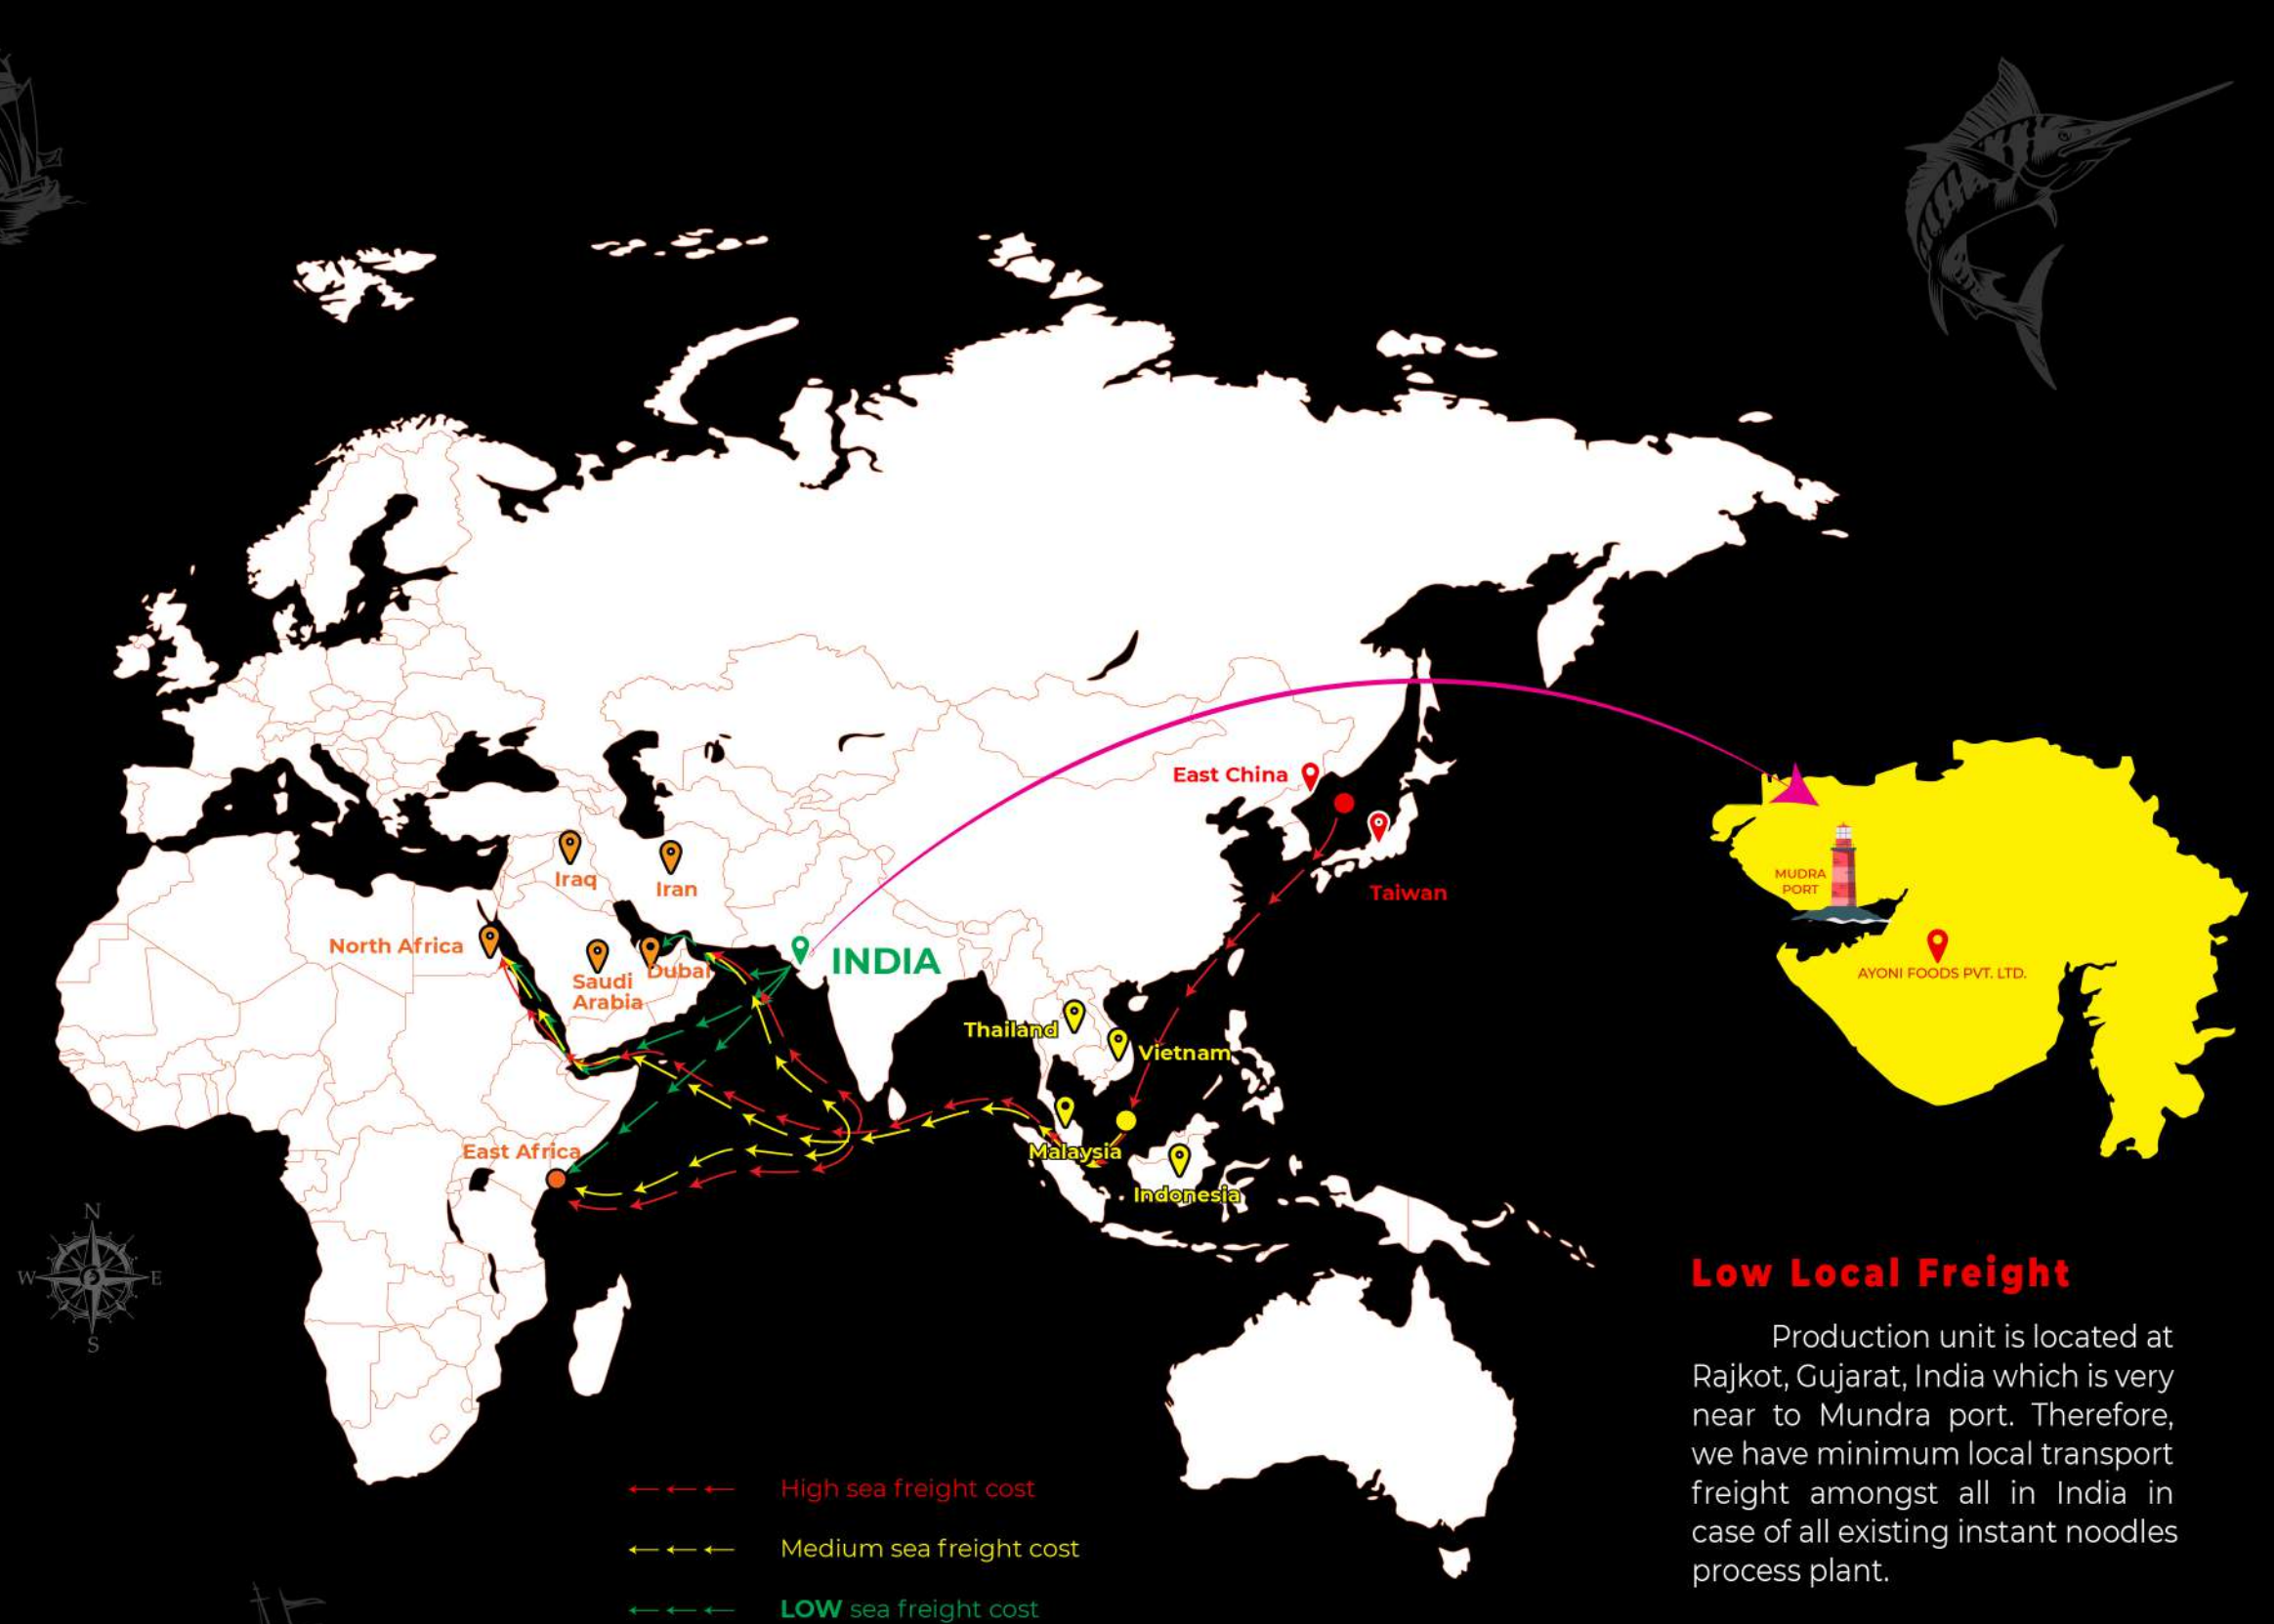 East China
Taiwan
Iraq
Iran
North Africa
Saudi
Arabia
Dubai
INDIA
Thailand
Vietnam
Malaysia
Indonesia
East Africa
MUDRA
PORT
AYONI FOODS PVT. LTD.
N
W
E
S
High sea freight cost
Medium sea freight cost
LOW sea freight cost
Low Local Freight
Production unit is located at
Rajkot, Gujarat, India which is very
near to Mundra port. Therefore,
we have minimum local transport
freight amongst all in India in
case of all existing instant noodles
process plant.